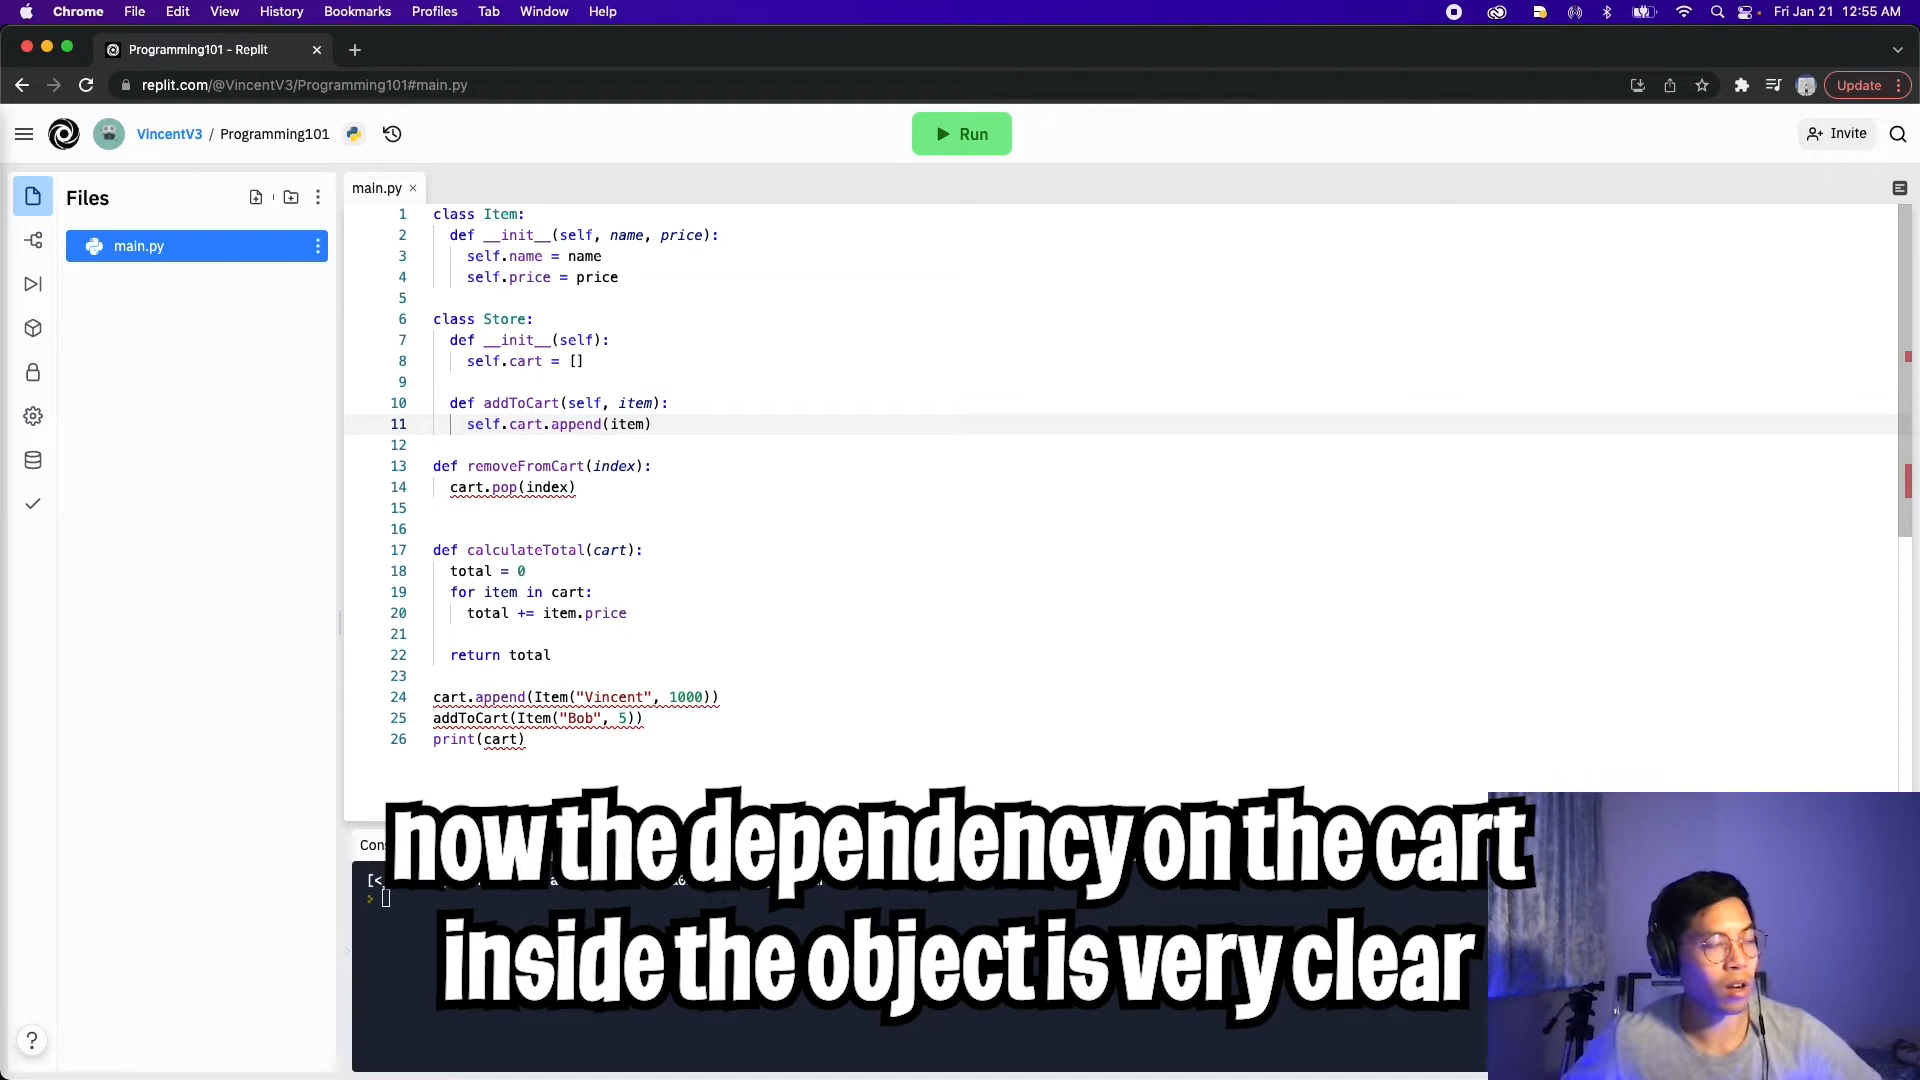 Chrome File Edit View History Bookmarks Profiles Tab Window Help Fri Jan 21 12:55 AM
Programming101 - Replit
replit.com/@VincentV3/Programming101#main.py Update
VincentV3 / Programming101 Run Invite
Files
main.py
main.py
1 class Item:
2 def __init__(self, name, price):
3 self.name = name
4 self.price = price
5
6 class Store:
7 def __init__(self):
8 self.cart = []
9
10 def addToCart(self, item):
11 self.cart.append(item)
12
13 def removeFromCart(index):
14 cart.pop(index)
15
16
17 def calculateTotal(cart):
18 total = 0
19 for item in cart:
20 total += item.price
21
22 return total
23
24 cart.append(Item("Vincent", 1000))
25 addToCart(Item("Bob", 5))
26 print(cart)
now the dependency on the cart
inside the object is very clear